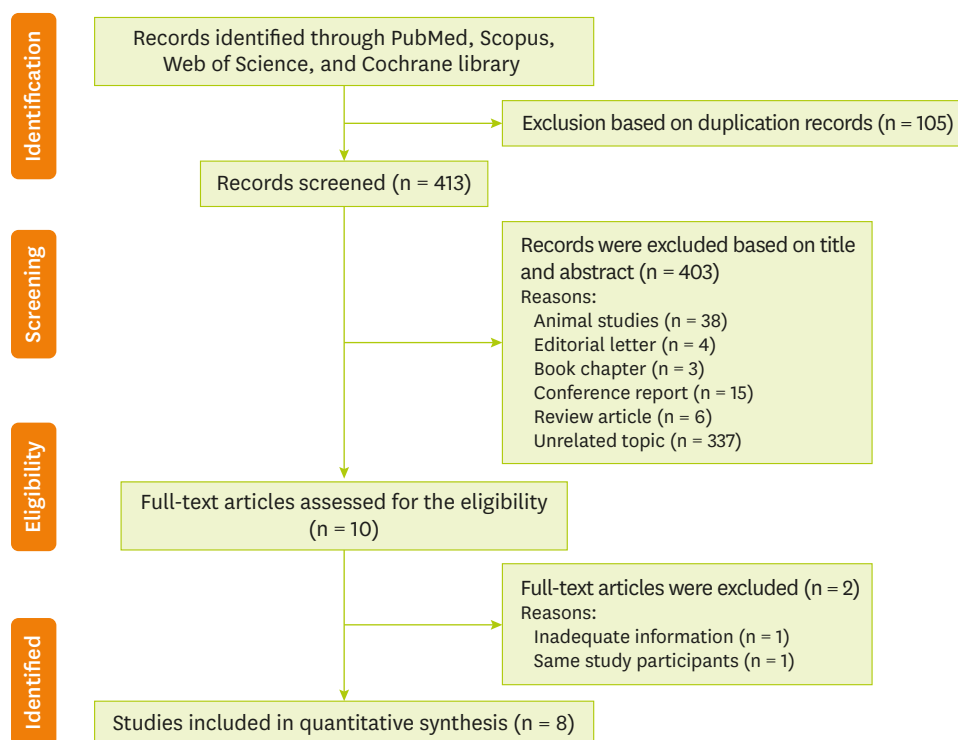 Identification
Records identified through PubMed, Scopus,
Web of Science, and Cochrane library
Exclusion based on duplication records (n = 105)
Records screened (n = 413)
Screening
Records were excluded based on title
and abstract (n = 403)
Reasons:
Animal studies (n = 38)
Editorial letter (n = 4)
Book chapter (n = 3)
Conference report (n = 15)
Review article (n = 6)
Unrelated topic (n = 337)
Eligibility
Full-text articles assessed for the eligibility
(n = 10)
Full-text articles were excluded (n = 2)
Reasons:
Inadequate information (n = 1)
Same study participants (n = 1)
Identified
Studies included in quantitative synthesis (n = 8)